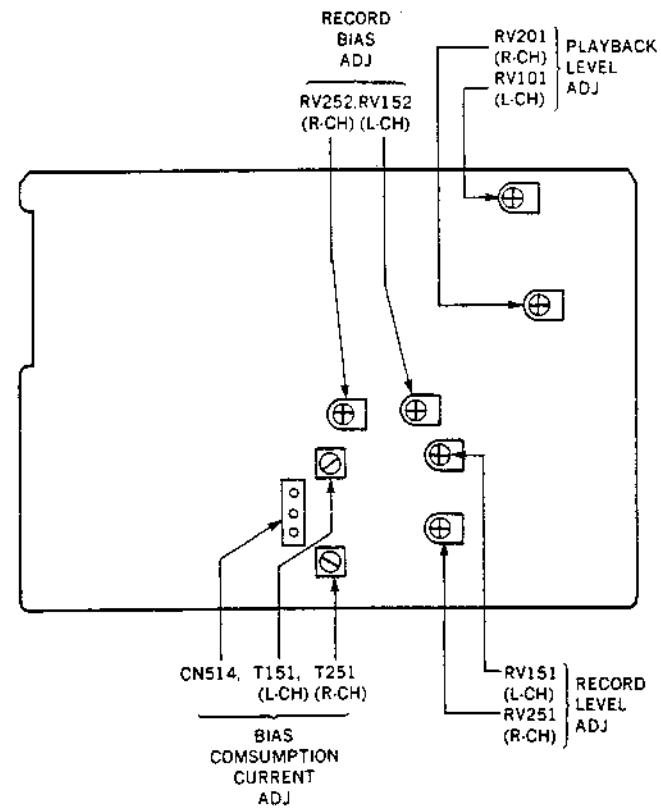 RECORD
BIAS
ADJ
RV252, RV152
(R-CH) (L-CH)
RV201
(R-CH)
RV101
(L-CH)
PLAYBACK
LEVEL
ADJ
CN514, T151, T251
(L-CH) (R-CH)
BIAS
COMSUMPTION
CURRENT
ADJ
RV151
(L-CH)
RV251
(R-CH)
RECORD
LEVEL
ADJ